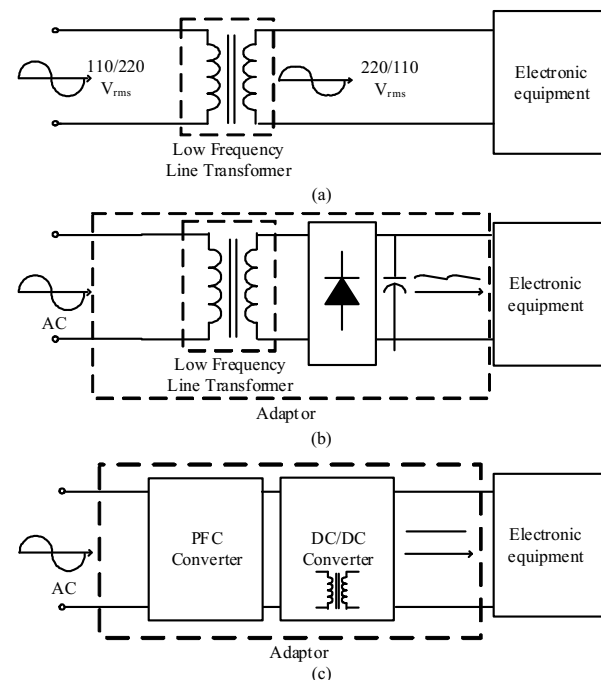 110/220
Vrms
220/110
Vrms
Electronic
equipment
Low Frequency
Line Transformer
(a)
AC
Low Frequency
Line Transformer
Electronic
equipment
Adaptor
(b)
AC
PFC
Converter
DC/DC
Converter
Electronic
equipment
Adaptor
(c)